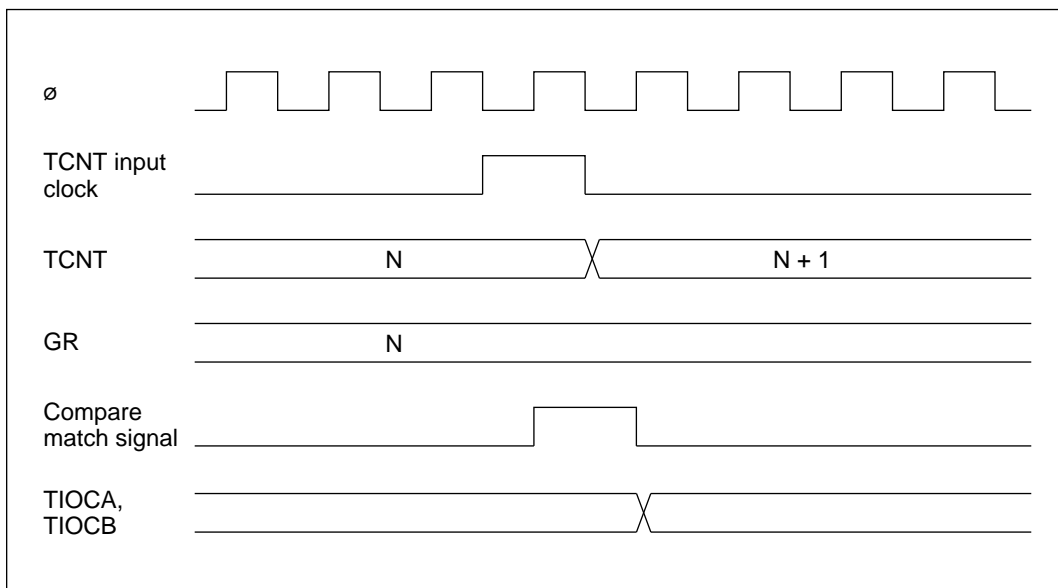 ø
TCNT input
clock
TCNT
N
N + 1
GR
N
Compare
match signal
TIOCA,
TIOCB